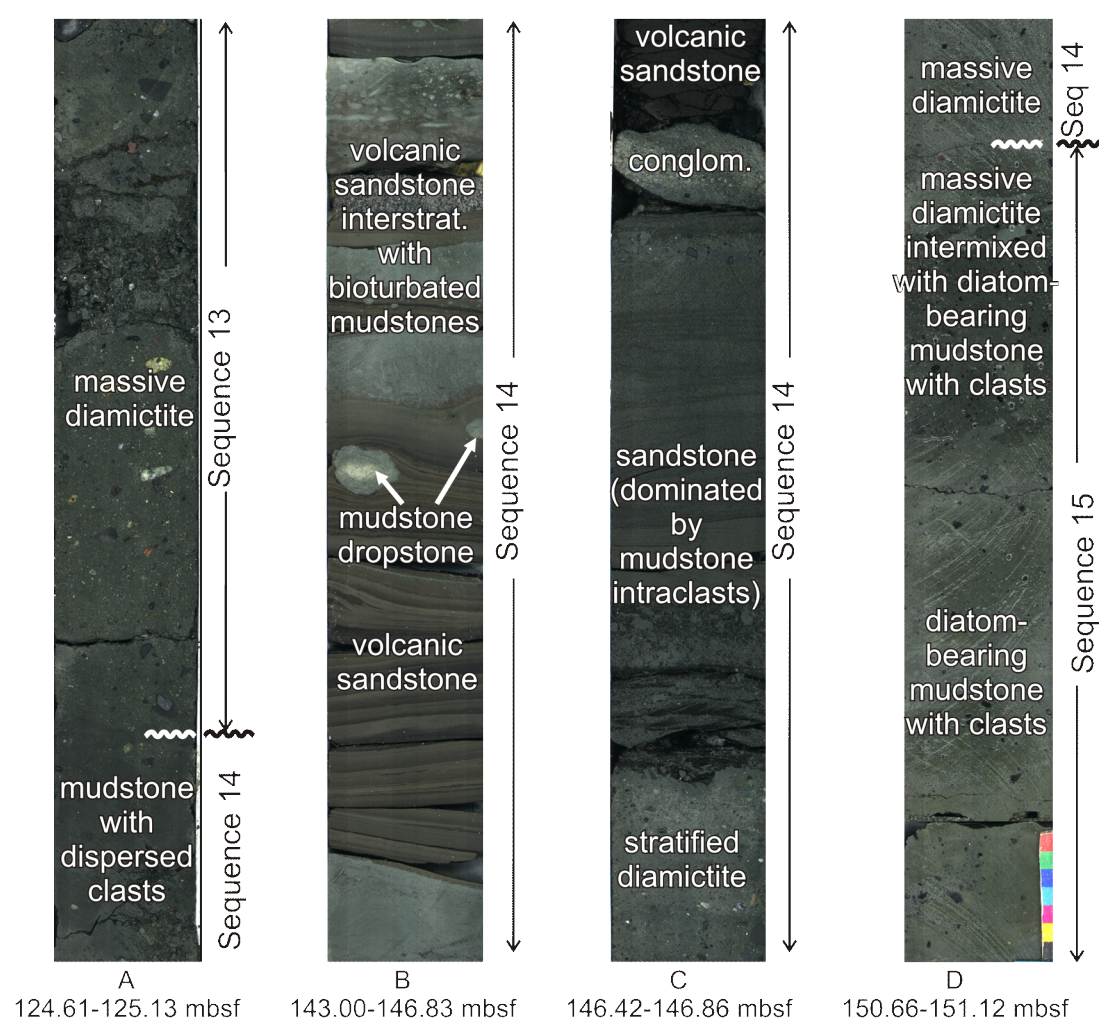 massive
diamictite
mudstone
with
dispersed
clasts
Sequence 13
Sequence 14
A
124.61-125.13 mbsf
volcanic
sandstone
interstrat.
with
bioturbated
mudstones
mudstone
dropstone
volcanic
sandstone
Sequence 14
B
143.00-146.83 mbsf
volcanic
sandstone
conglom.
sandstone
(dominated
by
mudstone
intraclasts)
stratified
diamictite
Sequence 14
C
146.42-146.86 mbsf
massive
diamictite
massive
diamictite
intermixed
with diatom-
bearing
mudstone
with clasts
diatom-
bearing
mudstone
with clasts
Seq 14
Sequence 15
D
150.66-151.12 mbsf